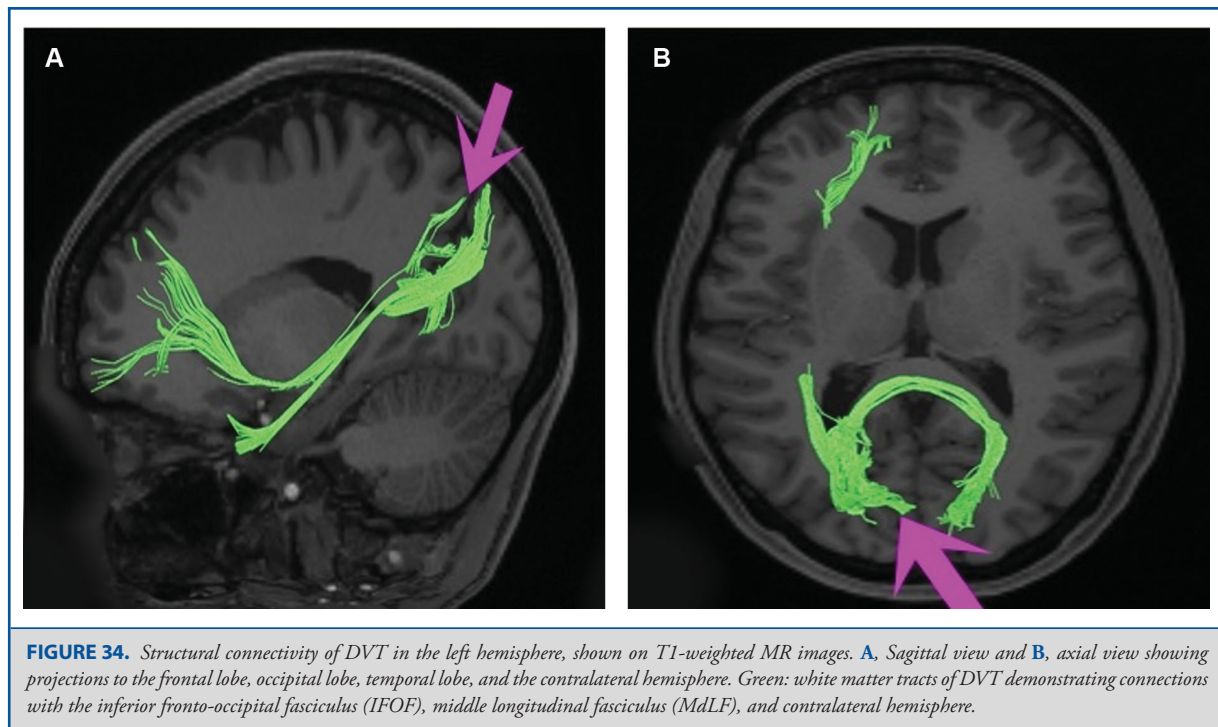 A
B
FIGURE 34. Structural connectivity of DVT in the left hemisphere, shown on T1-weighted MR images. A, Sagittal view and B, axial view showing
projections to the frontal lobe, occipital lobe, temporal lobe, and the contralateral hemisphere. Green: white matter tracts of DVT demonstrating connections
with the inferior fronto-occipital fasciculus (IFOF), middle longitudinal fasciculus (MdLF), and contralateral hemisphere.